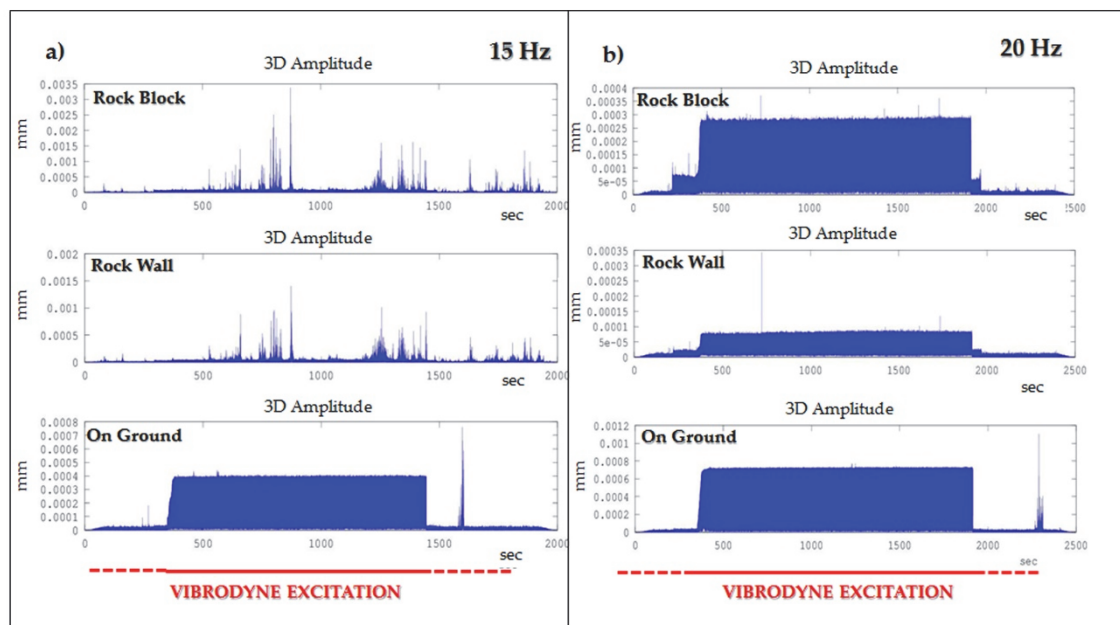 a)
15 Hz
3D Amplitude
Rock Block
mm
0.0035
0.003
0.0025
0.002
0.0015
0.001
0.0005
0
0 500 1000 1500 2000
sec
3D Amplitude
Rock Wall
mm
0.002
0.0015
0.001
0.0005
0
0 500 1000 1500 2000
sec
3D Amplitude
On Ground
mm
0.0008
0.0007
0.0006
0.0005
0.0004
0.0003
0.0002
0.0001
0
0 500 1000 1500 2000
sec
VIBRODYNE EXCITATION
b)
20 Hz
3D Amplitude
Rock Block
mm
0.0004
0.00035
0.0003
0.00025
0.0002
0.00015
0.0001
5e-05
0
0 500 1000 1500 2000 2500
sec
3D Amplitude
Rock Wall
mm
0.00035
0.0003
0.00025
0.0002
0.00015
0.0001
5e-05
0
0 500 1000 1500 2000 2500
sec
3D Amplitude
On Ground
mm
0.0012
0.001
0.0008
0.0006
0.0004
0.0002
0
0 500 1000 1500 2000 2500
sec
VIBRODYNE EXCITATION